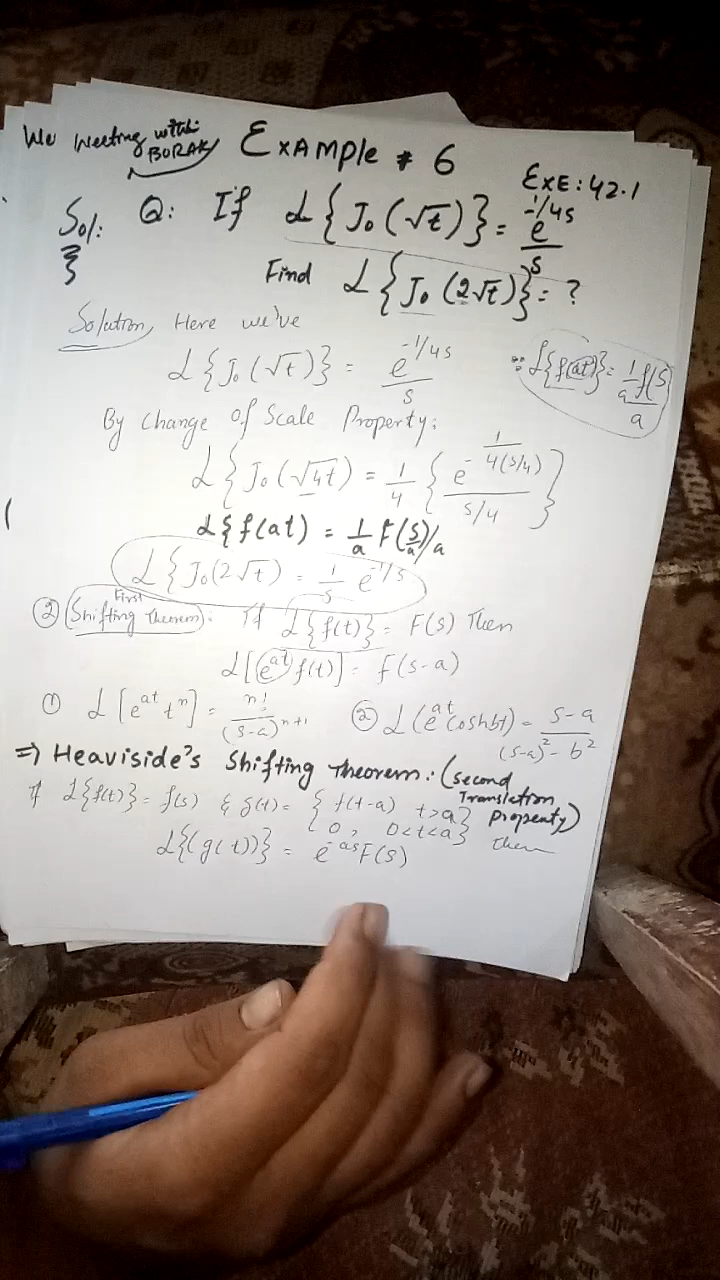 We Meeting with BORAK Example # 6
EXE: 42.1
Sol: Q: If L{J₀(√t)} = e^(-1/4s)/s
Find L{J₀(2√t)} = ?
Solution, Here we've
L{J₀(√t)} = e^(-1/4s)/s
∵ L{f(at)} = 1/a f(s/a
By Change Of Scale Property:
L{J₀(√4t) = 1/4 {e^(-1/4(s/4))/(s/4)}
L{f(at) = 1/a F(s/a)/a
L{J₀(2√t) = 1/s e^(-1/s)
② First Shifting Theorem: If L{f(t)} = F(s) Then
L[e^(at) f(t)] = F(s-a)
① L[e^(at) t^n] = n!/(s-a)^(n+1) ② L(e^(at) coshbt) = (s-a)/((s-a)² - b²)
⇒ Heaviside's Shifting Theorem: (second Translation Property)
If L{f(t)} = f(s) & g(t) = { f(t-a) t>a } { 0, 0<t<a } then
L{(g(t))} = e^(-as) F(s)